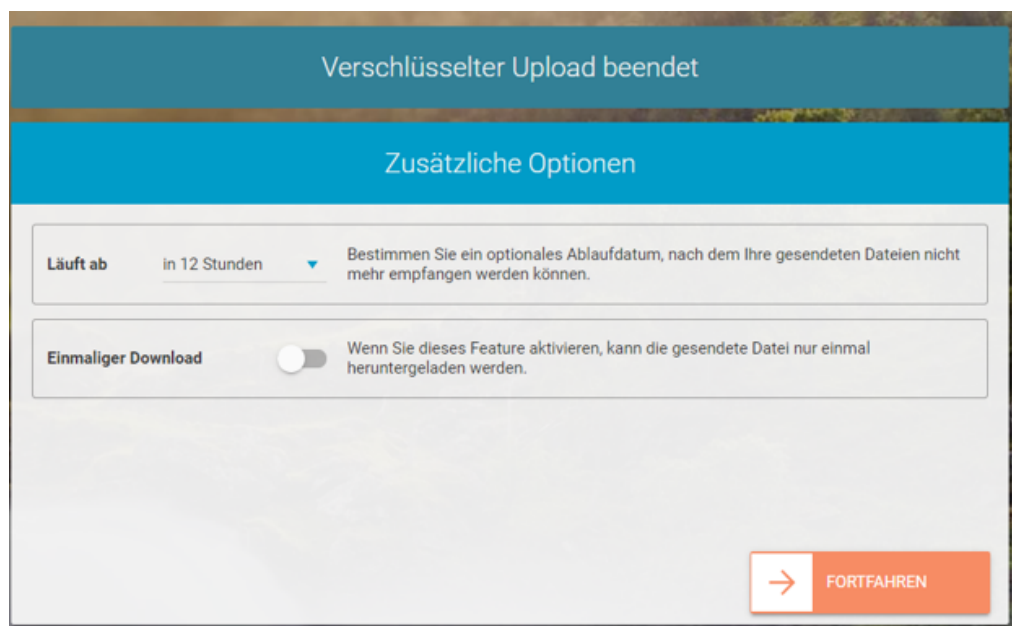 Verschlüsselter Upload beendet
Zusätzliche Optionen
Läuft ab
in 12 Stunden
Bestimmen Sie ein optionales Ablaufdatum, nach dem Ihre gesendeten Dateien nicht
mehr empfangen werden können.
Einmaliger Download
Wenn Sie dieses Feature aktivieren, kann die gesendete Datei nur einmal
heruntergeladen werden.
FORTFAHREN